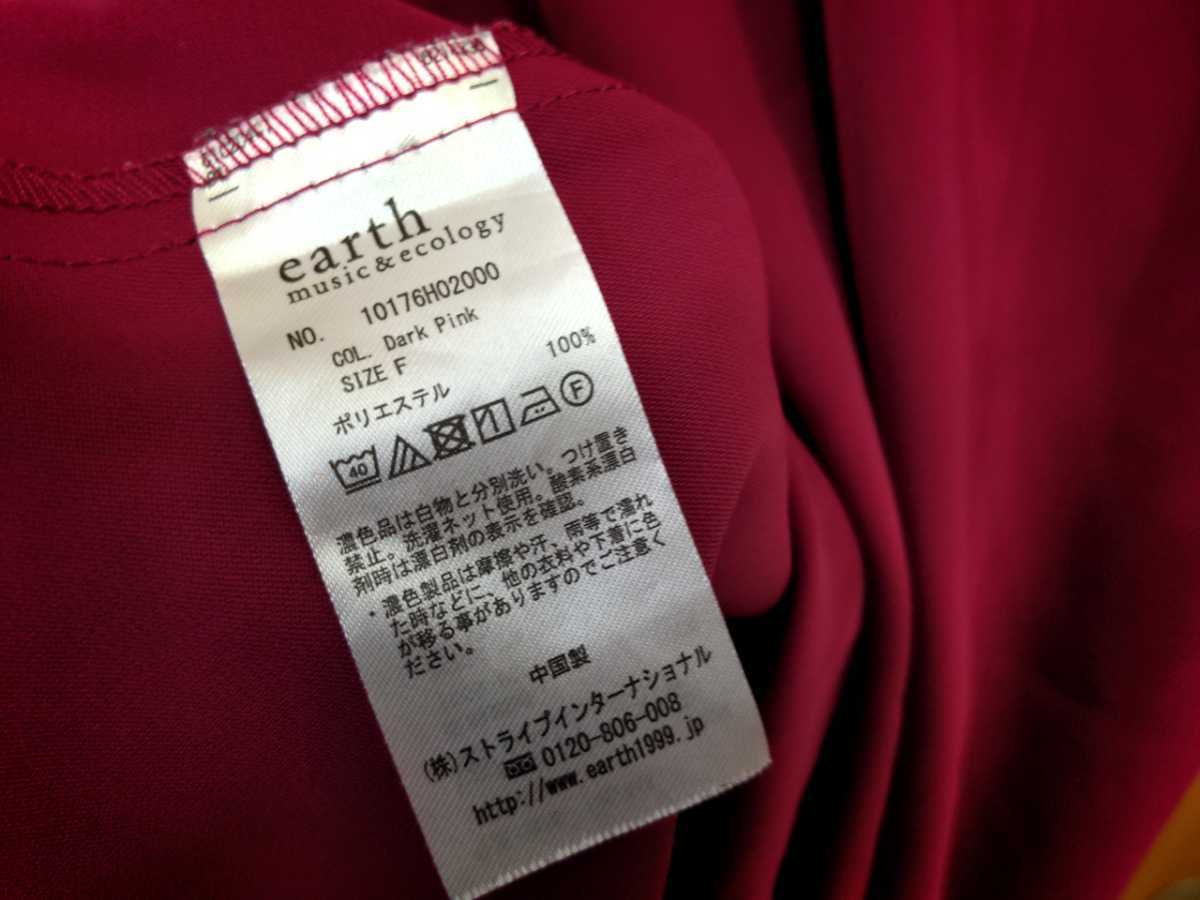 earth
music&ecology
NO. 10176H02000
COL. Dark Pink
SIZE F
ポリエステル 100%
40 F
濃色品は白物と分別洗い。つけ置き
禁止。洗濯ネット使用。酸素系漂白
剤時は漂白剤の表示を確認。
・濃色製品は摩擦や汗、雨等で濡れ
た時などに、他の衣料や下着に色
が移る事がありますのでご注意く
ださい。
中国製
(株)ストライプインターナショナル
0120-806-008
http://www.earth1999.jp